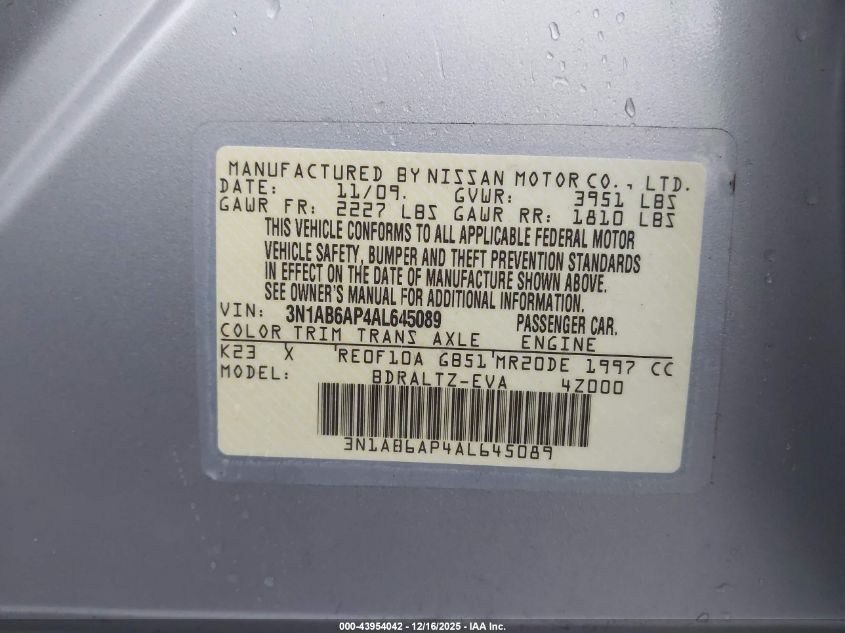 MANUFACTURED BY NISSAN MOTOR CO., LTD.
DATE: 11/09. GVWR: 3951 LBS
GAWR FR: 2227 LBS GAWR RR: 1810 LBS
THIS VEHICLE CONFORMS TO ALL APPLICABLE FEDERAL MOTOR
VEHICLE SAFETY, BUMPER AND THEFT PREVENTION STANDARDS
IN EFFECT ON THE DATE OF MANUFACTURE SHOWN ABOVE.
SEE OWNER'S MANUAL FOR ADDITIONAL INFORMATION.
VIN: 3N1AB6AP4AL645089 PASSENGER CAR.
COLOR TRIM TRANS AXLE ENGINE
K23 X RE0F10A GB51 MR20DE 1997 CC
MODEL: BDRALTZ-EVA 4Z000
3N1AB6AP4AL645089
000-43954042 - 12/16/2025 - IAA Inc.